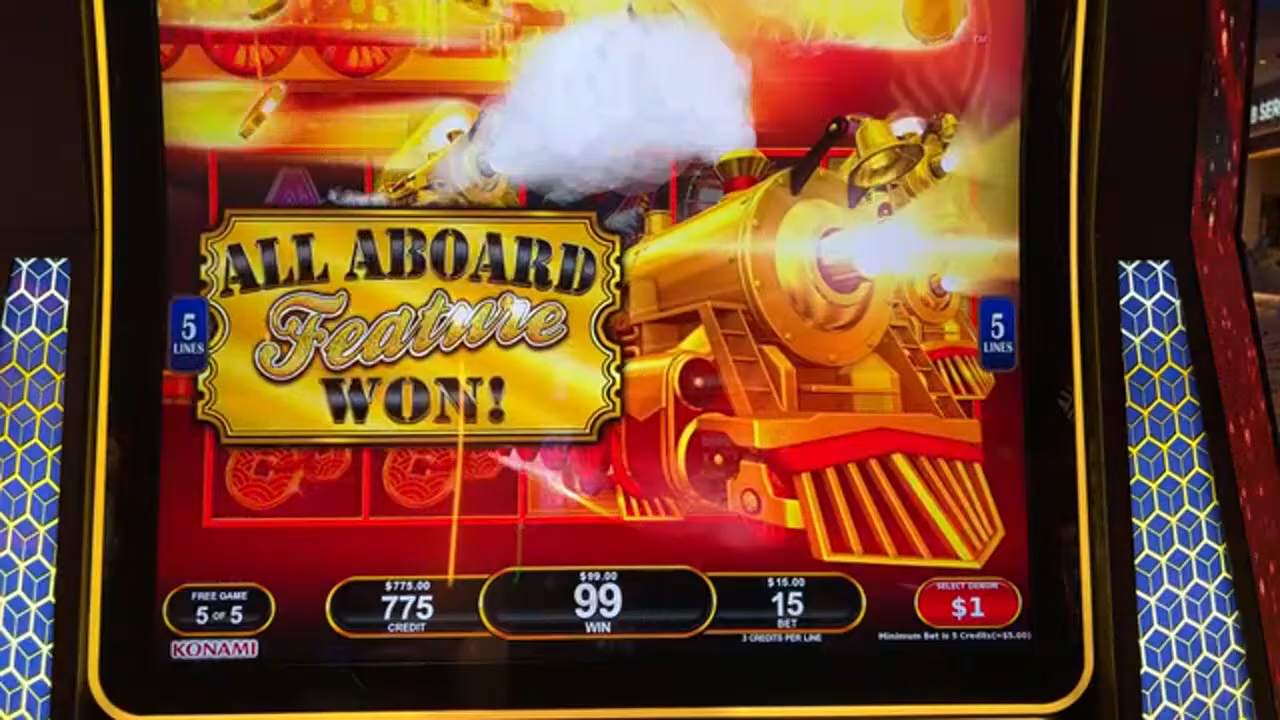 ™
B SER
ALL ABOARD
Feature
WON!
5
LINES
5
LINES
FREE GAME
5 OF 5
$775.00
775
CREDIT
$99.00
99
WIN
$15.00
15
BET
3 CREDITS PER LINE
SELECT DENOM
$1
Minimum Bet is 5 Credits(=$5.00)
KONAMI